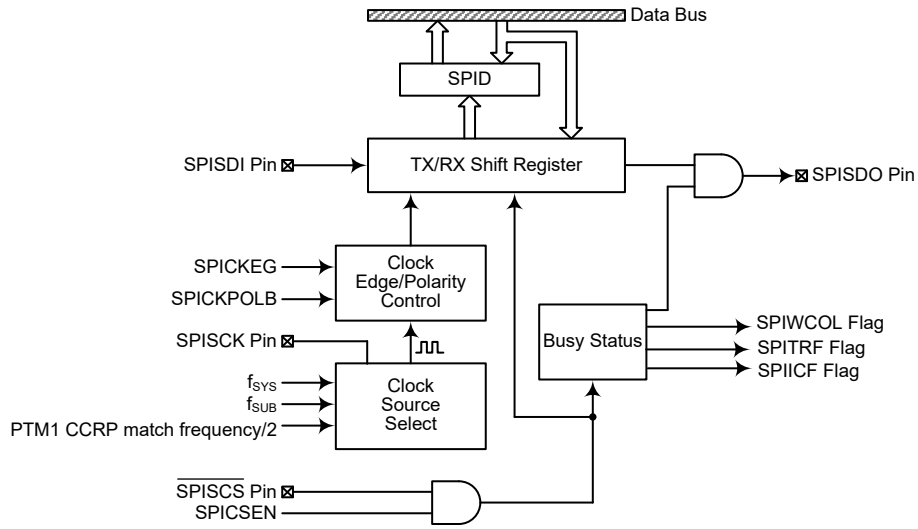 Data Bus
SPID
SPISDI Pin
TX/RX Shift Register
SPISDO Pin
SPICKEG
SPICKPOLB
Clock
Edge/Polarity
Control
SPISCK Pin
Busy Status
SPIWCOL Flag
SPITRF Flag
SPIICF Flag
fSYS
fSUB
PTM1 CCRP match frequency/2
Clock
Source
Select
SPISCS Pin
SPICSEN